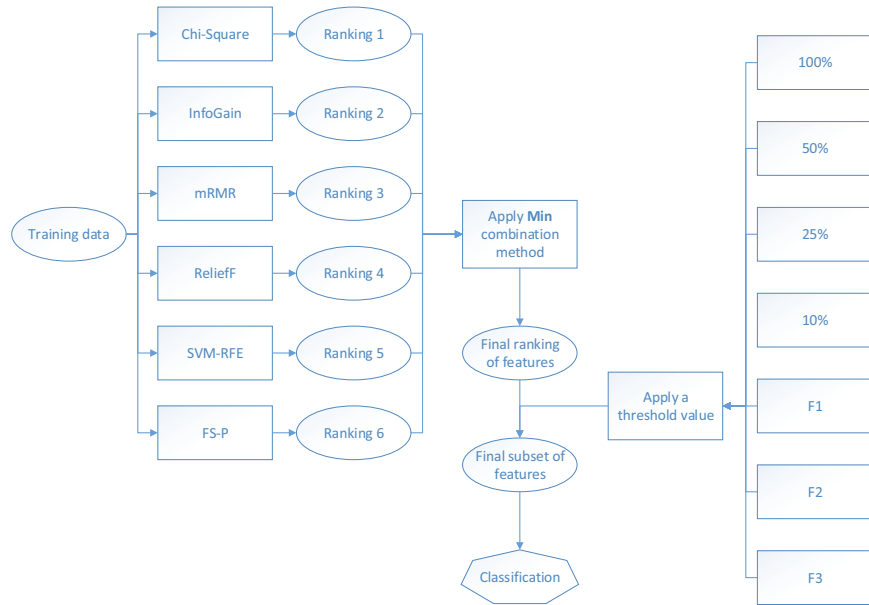 Training data
Chi-Square
Ranking 1
InfoGain
Ranking 2
mRMR
Ranking 3
ReliefF
Ranking 4
SVM-RFE
Ranking 5
FS-P
Ranking 6
Apply Min
combination
method
Final ranking
of features
Final subset of
features
Classification
Apply a
threshold value
100%
50%
25%
10%
F1
F2
F3